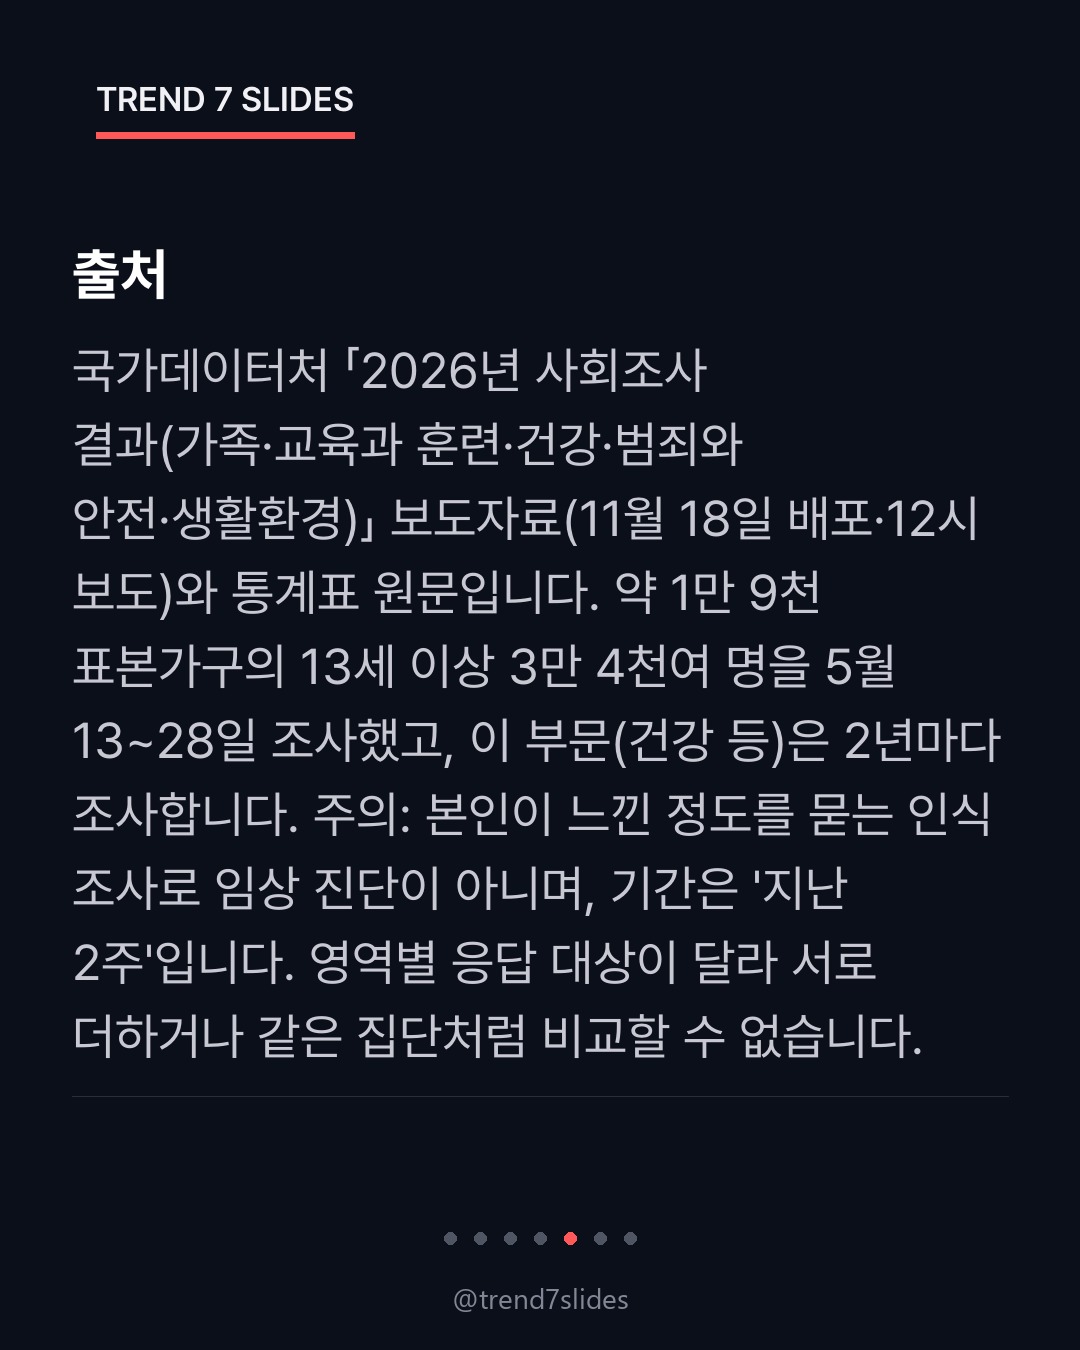 TREND 7 SLIDES
출처
국가데이터처 ｢2026년 사회조사
결과(가족·교육과 훈련·건강·범죄와
안전·생활환경)｣ 보도자료(11월 18일 배포·12시
보도)와 통계표 원문입니다. 약 1만 9천
표본가구의 13세 이상 3만 4천여 명을 5월
13~28일 조사했고, 이 부문(건강 등)은 2년마다
조사합니다. 주의: 본인이 느낀 정도를 묻는 인식
조사로 임상 진단이 아니며, 기간은 '지난
2주'입니다. 영역별 응답 대상이 달라 서로
더하거나 같은 집단처럼 비교할 수 없습니다.
@trend7slides